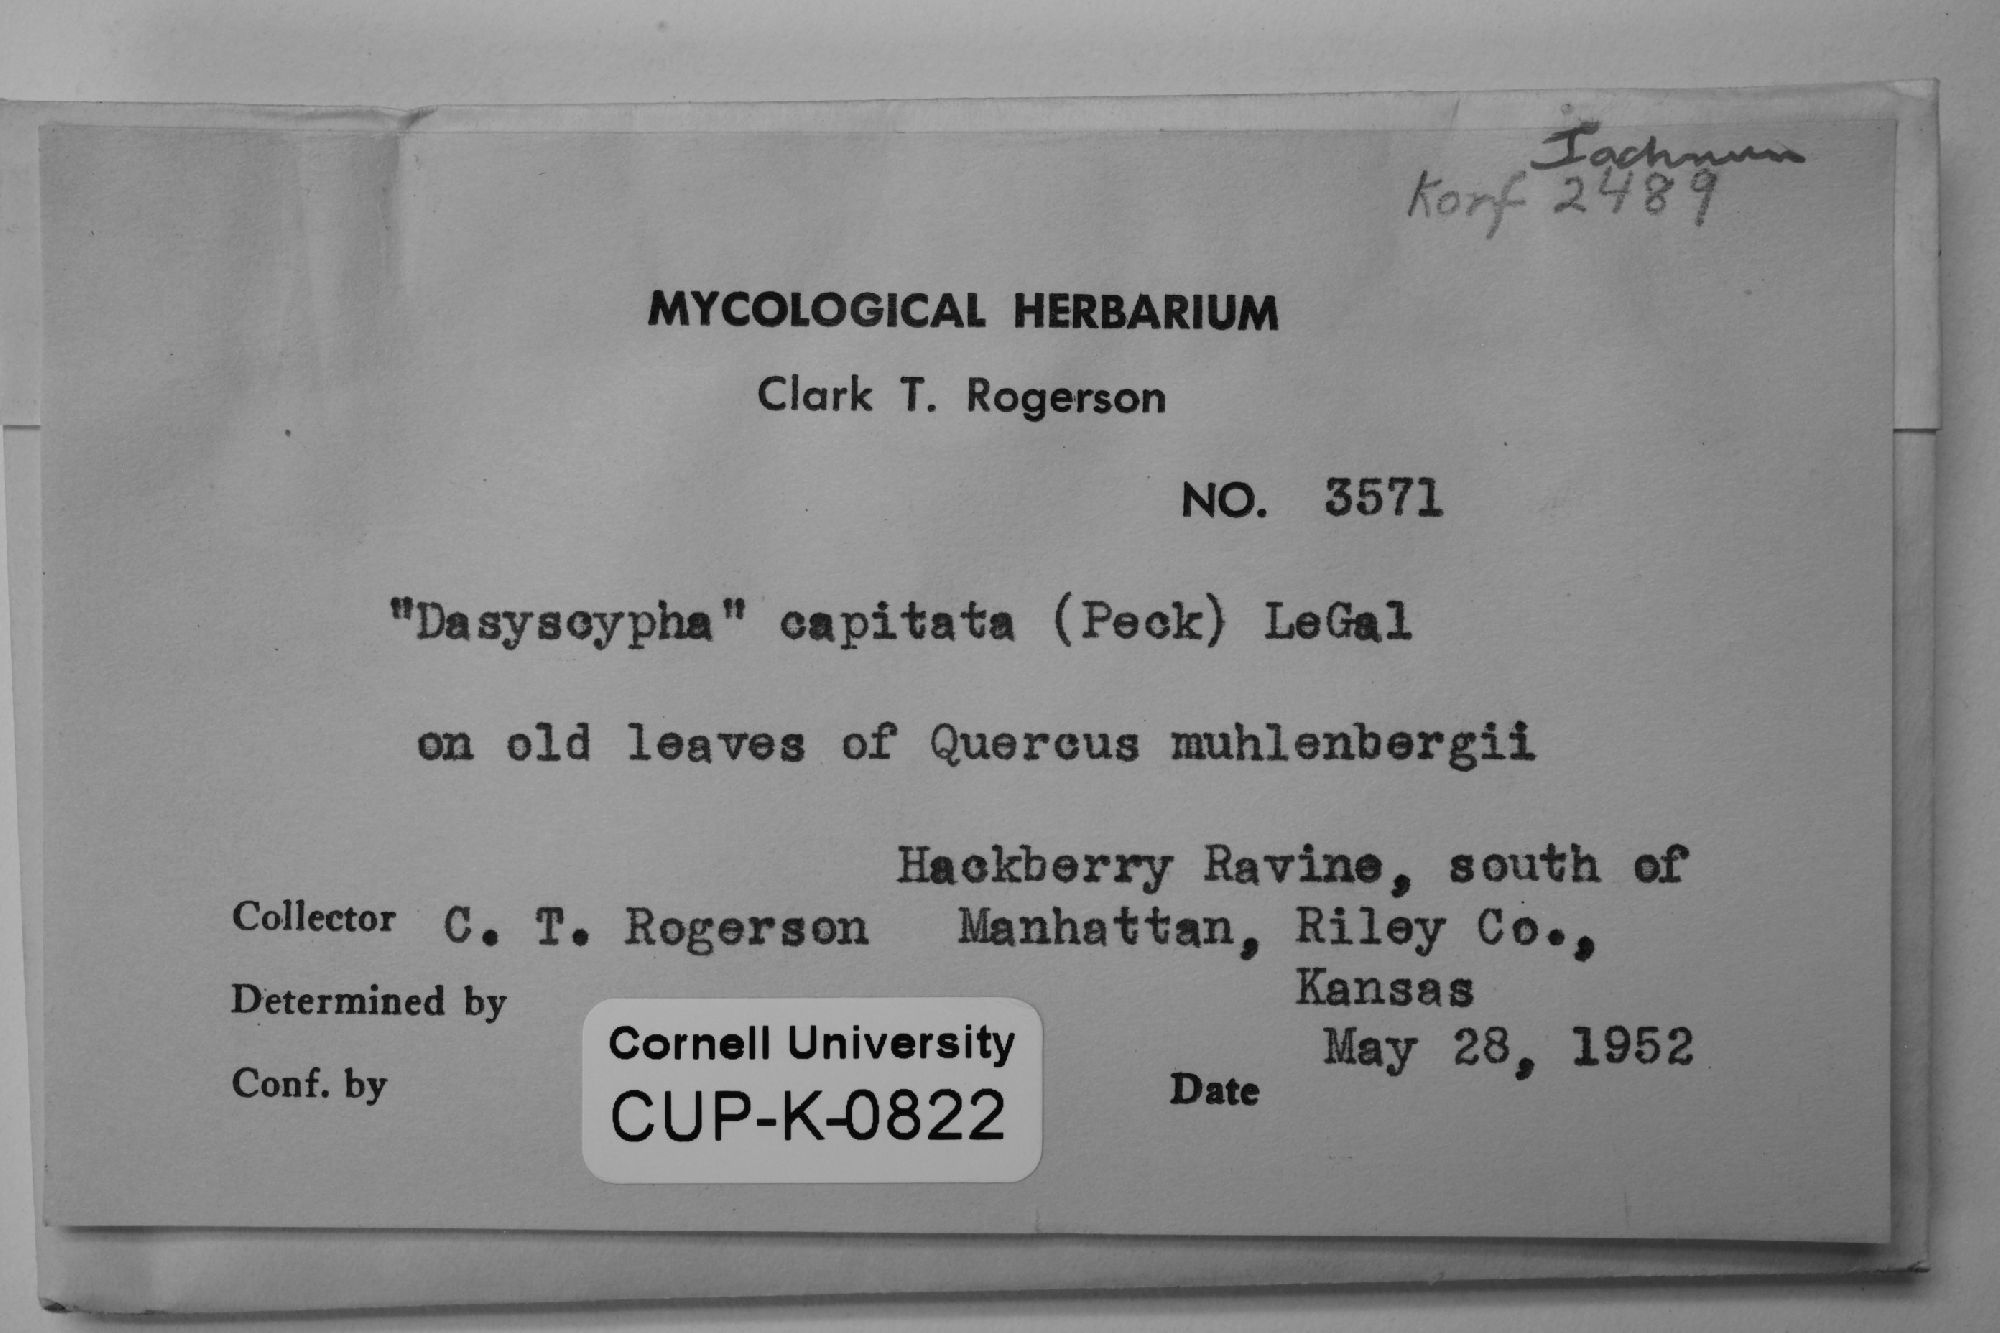 Korf 2489
MYCOLOGICAL HERBARIUM
Clark T. Rogerson
NO. 3571
"Dasyscypha" capitata (Peck) LeGal
on old leaves of Quercus muhlenbergii
Hackberry Ravine, south of
Collector C. T. Rogerson Manhattan, Riley Co.,
Determined by Kansas
May 28, 1952
Conf. by Date
Cornell University
CUP-K-0822